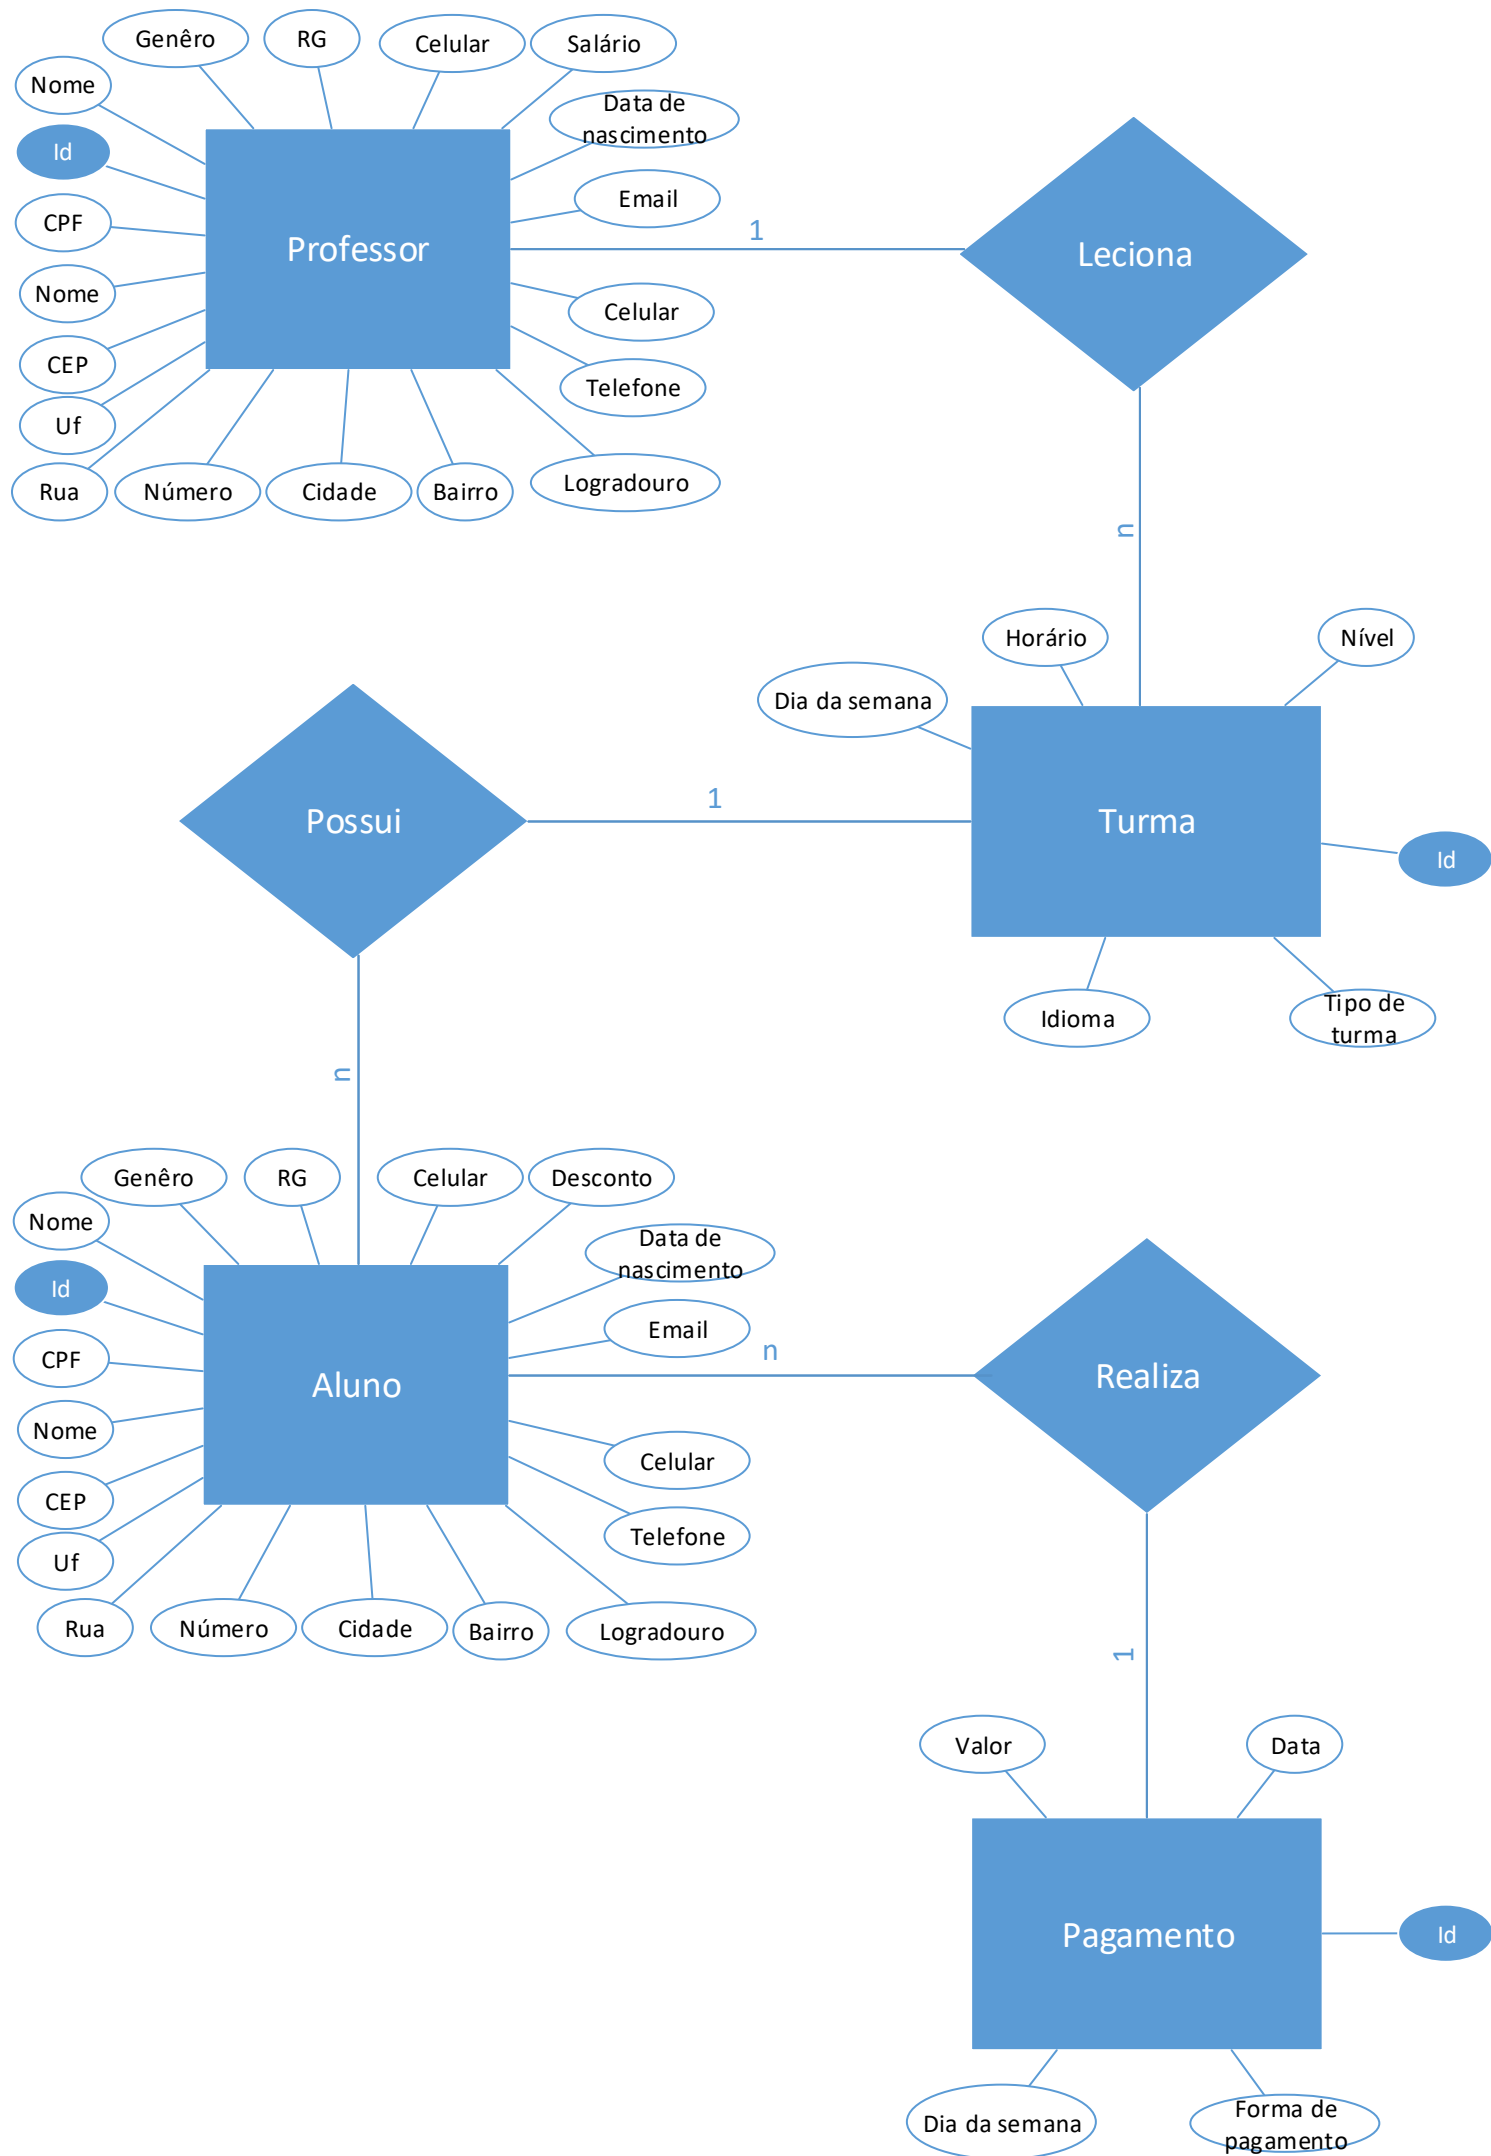 Genêro
RG
Celular
Salário
Nome
Data de
nascimento
Id
Email
CPF
1
Professor
Leciona
Nome
Celular
CEP
Telefone
Uf
Rua
Número
Cidade
Bairro
Logradouro
n
Horário
Nível
Dia da semana
1
Possui
Turma
Id
Idioma
Tipo de
turma
n
Genêro
RG
Celular
Desconto
Nome
Data de
nascimento
Id
Email
CPF
n
Aluno
Realiza
Nome
Celular
CEP
Telefone
Uf
Rua
Número
Cidade
Bairro
Logradouro
1
Valor
Data
Pagamento
Id
Dia da semana
Forma de
pagamento